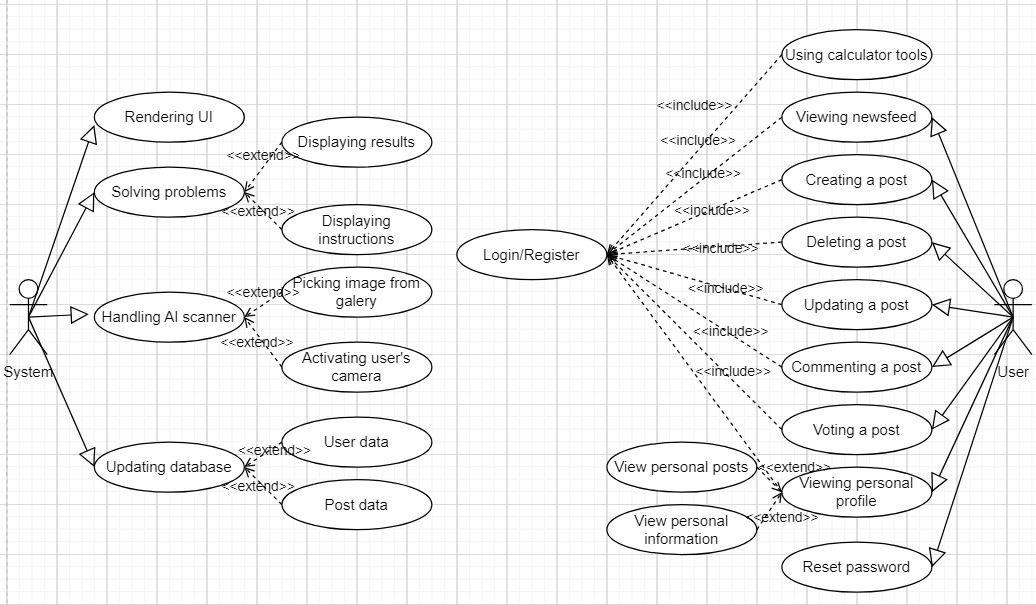 Using calculator tools
<<include>>
Rendering UI
Viewing newsfeed
Displaying results
<<include>>
<<extend>>
<<include>>
Creating a post
Solving problems
<<extend>>
<<include>>
Displaying
instructions
Login/Register
<<include>>
Deleting a post
Picking image from
galery
<<extend>>
<<include>>
Updating a post
Handling AI scanner
<<extend>>
<<include>>
Activating user's
camera
System
<<include>>
Commenting a post
User
User data
Voting a post
<<extend>>
Updating database
View personal posts
<<extend>>
Viewing personal
profile
<<extend>>
Post data
<<extend>>
View personal
information
Reset password